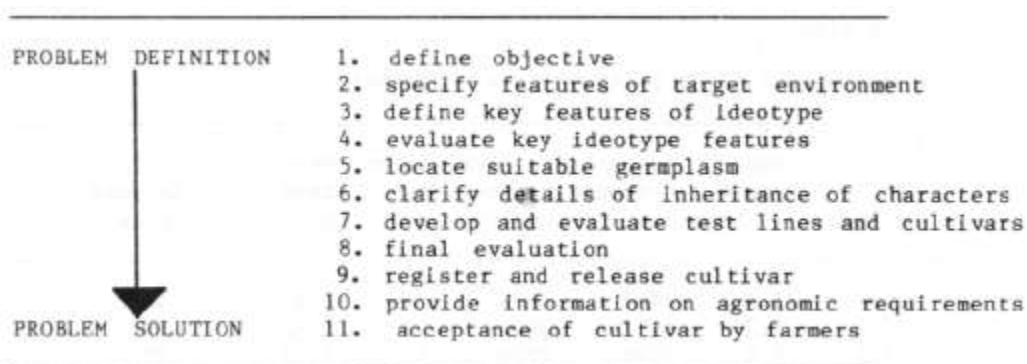 PROBLEM DEFINITION 1. define objective
2. specify features of target environment
3. define key features of ideotype
4. evaluate key ideotype features
5. locate suitable germplasm
6. clarify details of inheritance of characters
7. develop and evaluate test lines and cultivars
8. final evaluation
9. register and release cultivar
10. provide information on agronomic requirements
PROBLEM SOLUTION 11. acceptance of cultivar by farmers